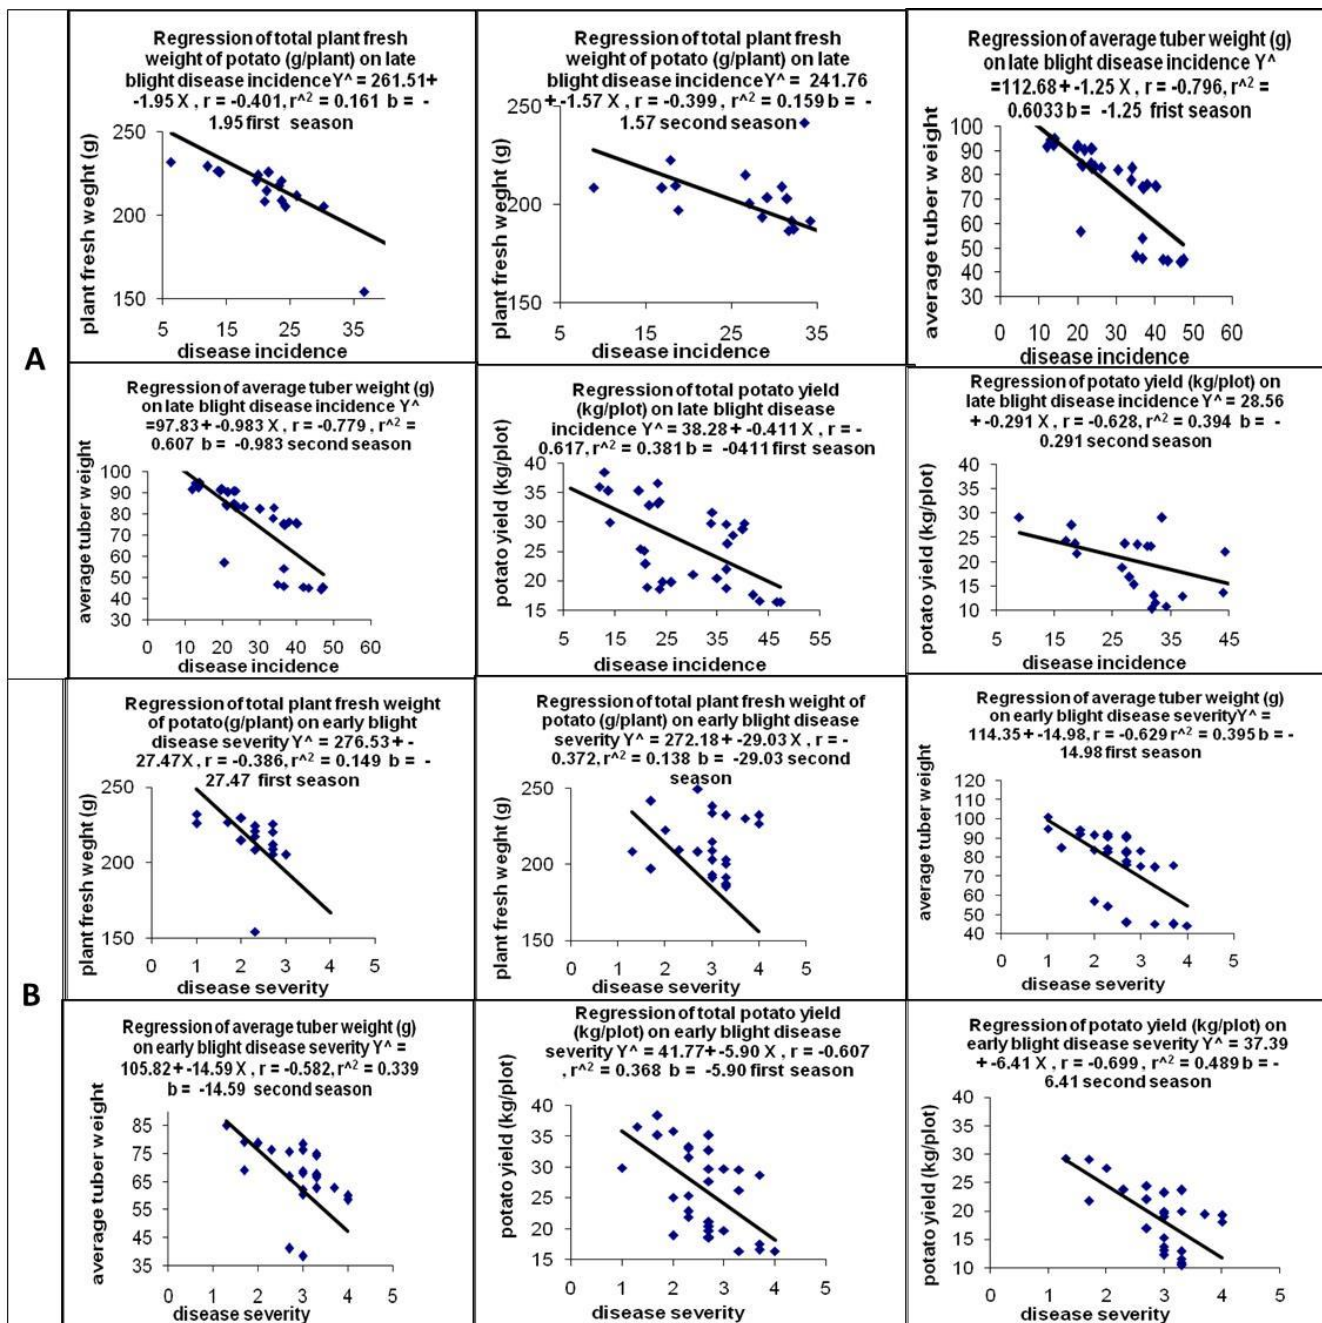 A
Regression of total plant fresh
weight of potato (g/plant) on late
blight disease incidence Y^ = 261.51+
-1.95 X , r = -0.401, r^2 = 0.161 b = -
1.95 first season
plant fresh weght (g)
250
200
150
5 15 25 35
disease incidence
Regression of total plant fresh
weight of potato (g/plant) on late
blight disease incidence Y^ = 241.76
+ -1.57 X , r = -0.399, r^2 = 0.159 b = -
1.57 second season
plant fresh weght (g)
250
200
150
5 15 25 35
disease incidence
Regression of average tuber weight (g)
on late blight disease incidence Y^
=112.68 + -1.25 X , r = -0.796, r^2 =
0.6033 b = -1.25 frist season
average tuber weight
100
90
80
70
60
50
40
30
0 10 20 30 40 50 60
disease incidence
Regression of average tuber weight (g)
on late blight disease incidence Y^
=97.83 + -0.983 X , r = -0.779, r^2 =
0.607 b = -0.983 second season
average tuber weight
100
90
80
70
60
50
40
30
0 10 20 30 40 50 60
disease incidence
Regression of total potato yield
(kg/plot) on late blight disease
incidence Y^ = 38.28 + -0.411 X , r = -
0.617, r^2 = 0.381 b = -0411 first season
potato yield (kg/plot)
40
35
30
25
20
15
5 15 25 35 45 55
disease incidence
Regression of potato yield (kg/plot) on
late blight disease incidence Y^ = 28.56
+ -0.291 X , r = -0.628, r^2 = 0.394 b = -
0.291 second season
potato yield (kg/plot)
40
35
30
25
20
15
10
5 15 25 35 45
disease incidence
B
Regression of total plant fresh weight
of potato(g/plant) on early blight
disease severity Y^ = 276.53 + -
27.47X , r = -0.386, r^2 = 0.149 b = -
27.47 first season
plant fresh weght (g)
250
200
150
0 1 2 3 4 5
disease severity
Regression of total plant fresh weight of
potato (g/plant) on early blight disease
severity Y^ = 272.18 + -29.03 X , r = -
0.372, r^2 = 0.138 b = -29.03 second
season
plant fresh weght (g)
250
200
150
0 1 2 3 4 5
disease severity
Regression of average tuber weight (g)
on early blight disease severity Y^ =
114.35 + -14.98, r = -0.629 r^2 = 0.395 b = -
14.98 first season
average tuber weight
120
110
100
90
80
70
60
50
40
0 1 2 3 4 5
disease severity
Regression of average tuber weight (g)
on early blight disease severity Y^ =
105.82 + -14.59 X , r = -0.582, r^2 = 0.339
b = -14.59 second season
average tuber weight
85
75
65
55
45
35
0 1 2 3 4 5
disease severity
Regression of total potato yield
(kg/plot) on early blight disease
severity Y^ = 41.77 + -5.90 X , r = -0.607
, r^2 = 0.368 b = -5.90 first season
potato yield (kg/plot)
40
35
30
25
20
15
0 1 2 3 4 5
disease severity
Regression of potato yield (kg/plot) on
early blight disease severity Y^ = 37.39
+ -6.41 X , r = -0.699, r^2 = 0.489 b = -
6.41 second season
potato yield (kg/plot)
40
35
30
25
20
15
10
0 1 2 3 4 5
disease severity